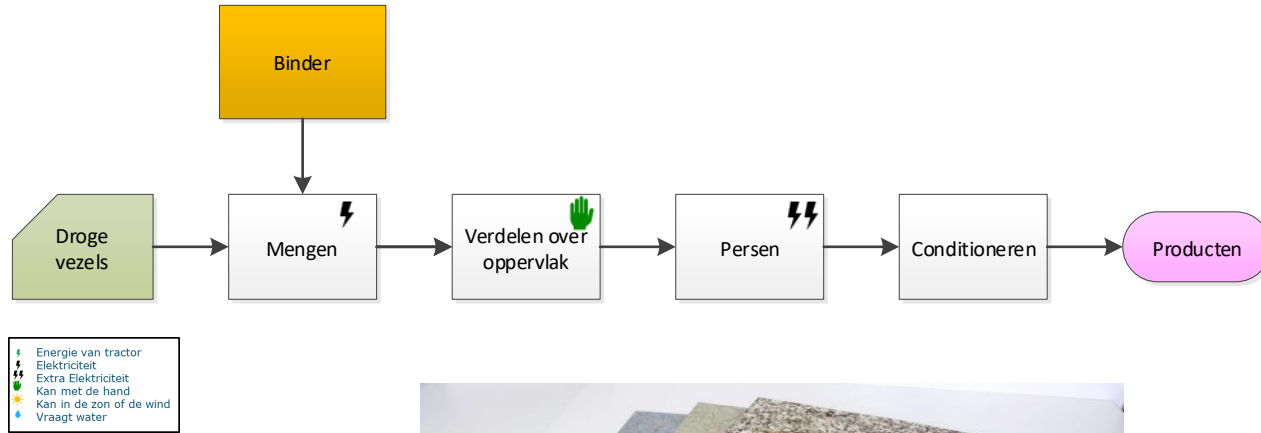 Binder
Droge
vezels
Mengen
Verdelen over
oppervlak
Persen
Conditioneren
Producten
Energie van tractor
Elektriciteit
Extra Elektriciteit
Kan met de hand
Kan in de zon of de wind
Vraagt water